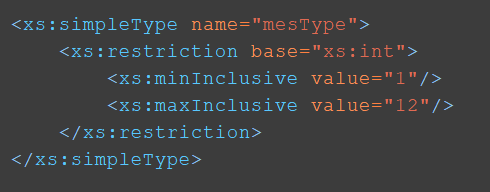 <xs:simpleType name="mesType">
    <xs:restriction base="xs:int">
        <xs:minInclusive value="1"/>
        <xs:maxInclusive value="12"/>
    </xs:restriction>
</xs:simpleType>